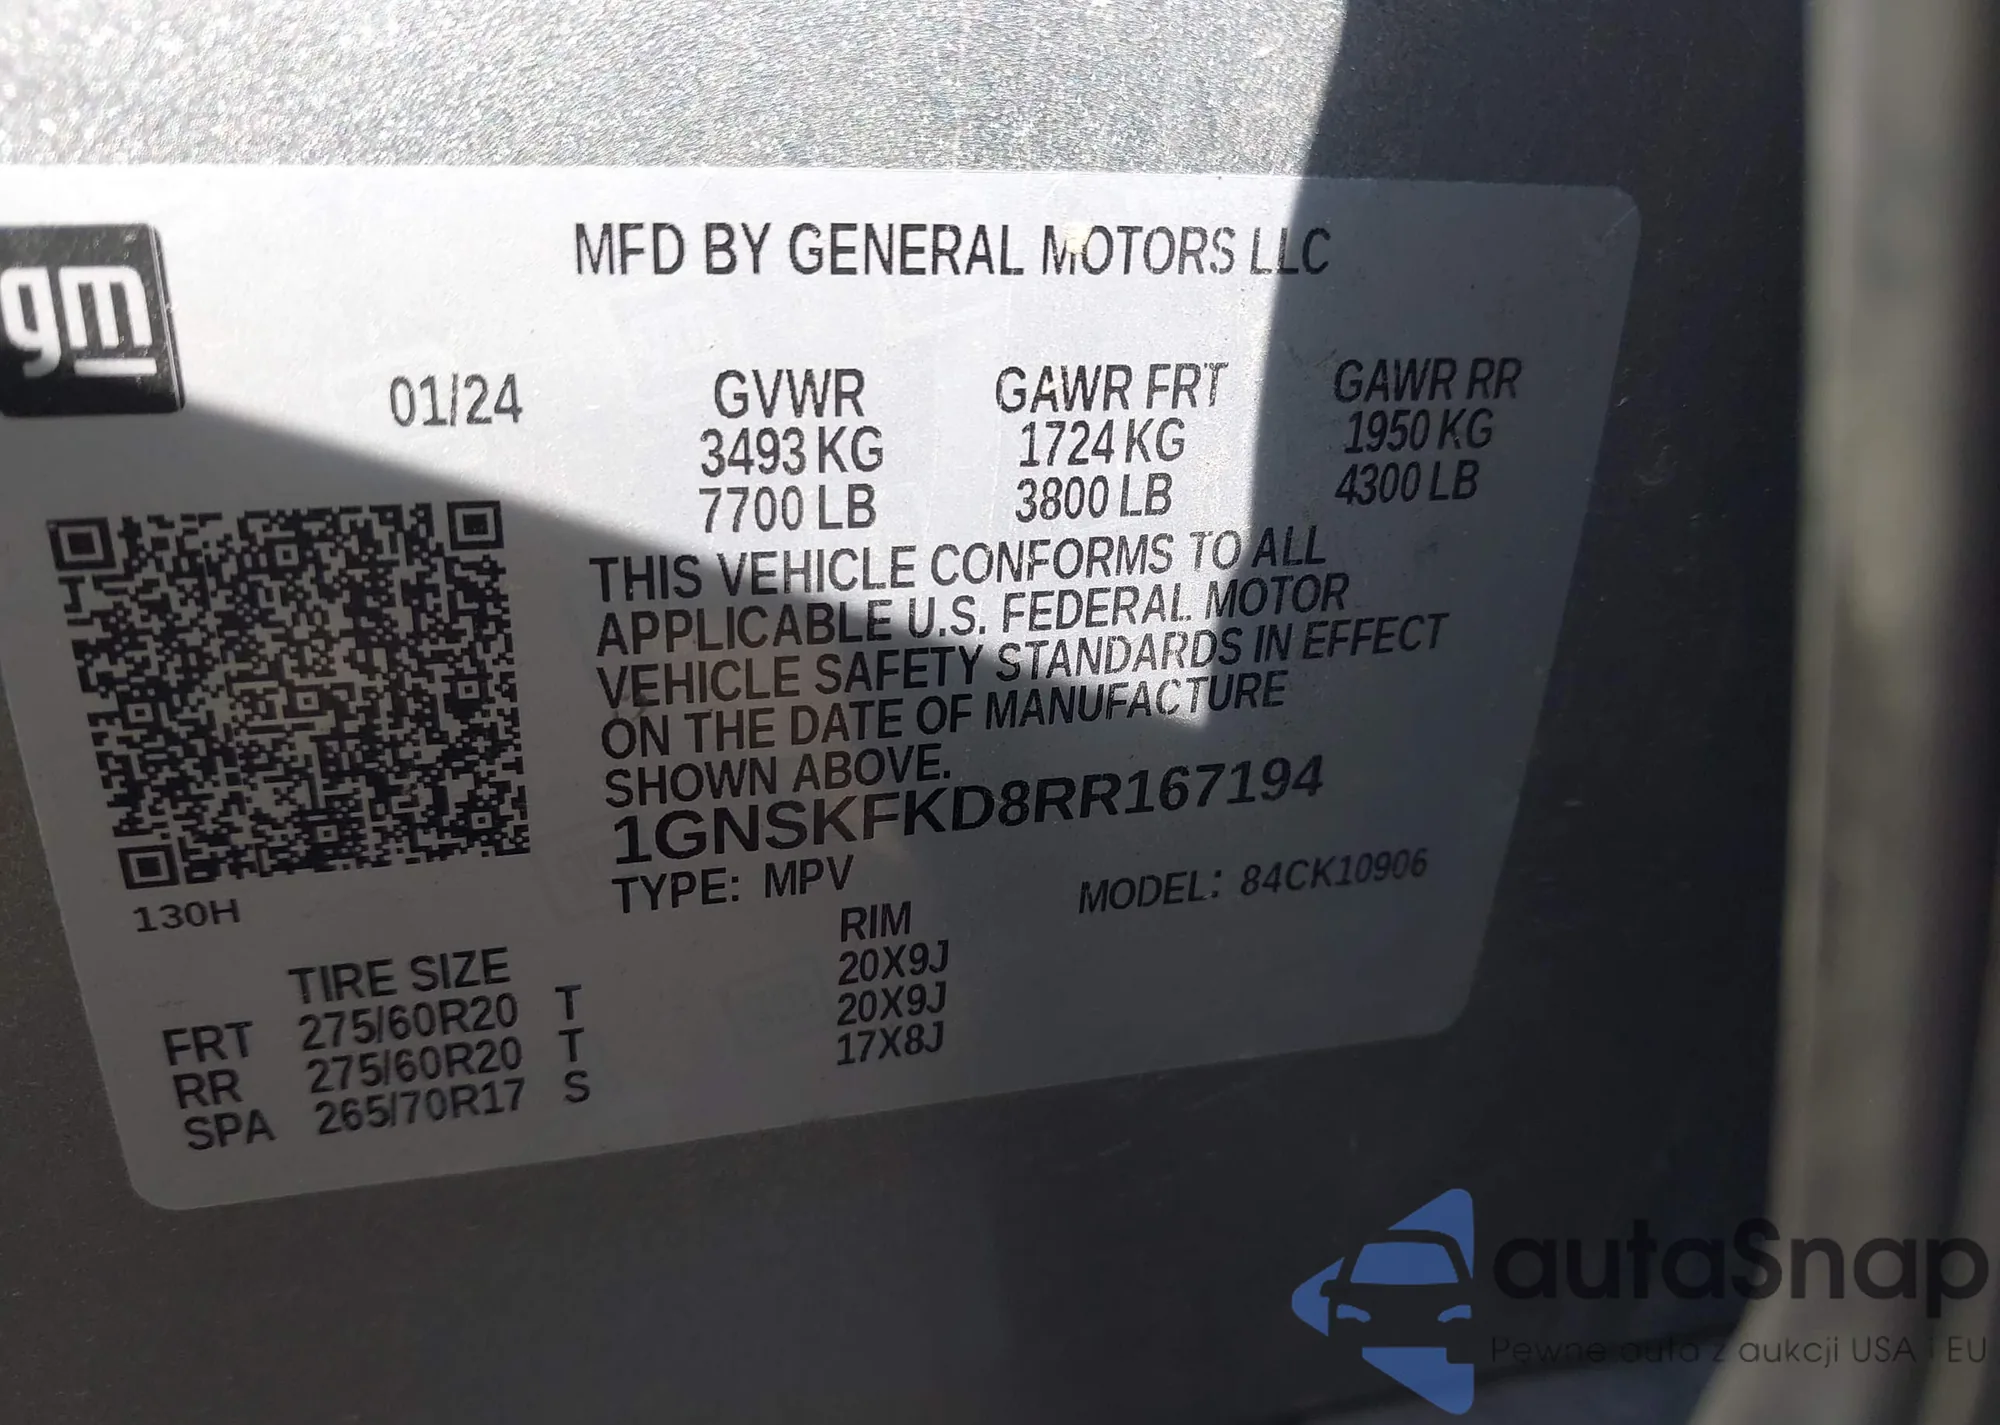 gm
MFD BY GENERAL MOTORS LLC
01/24 GVWR GAWR FRT GAWR RR
3493 KG 1724 KG 1950 KG
7700 LB 3800 LB 4300 LB
THIS VEHICLE CONFORMS TO ALL
APPLICABLE U.S. FEDERAL MOTOR
VEHICLE SAFETY STANDARDS IN EFFECT
ON THE DATE OF MANUFACTURE
SHOWN ABOVE.
1GNSKFKD8RR167194
TYPE: MPV MODEL: 84CK10906
130H
TIRE SIZE RIM
FRT 275/60R20 T 20X9J
RR 275/60R20 T 20X9J
SPA 265/70R17 S 17X8J
autaSnap
Pewne auta z aukcji USA i EU